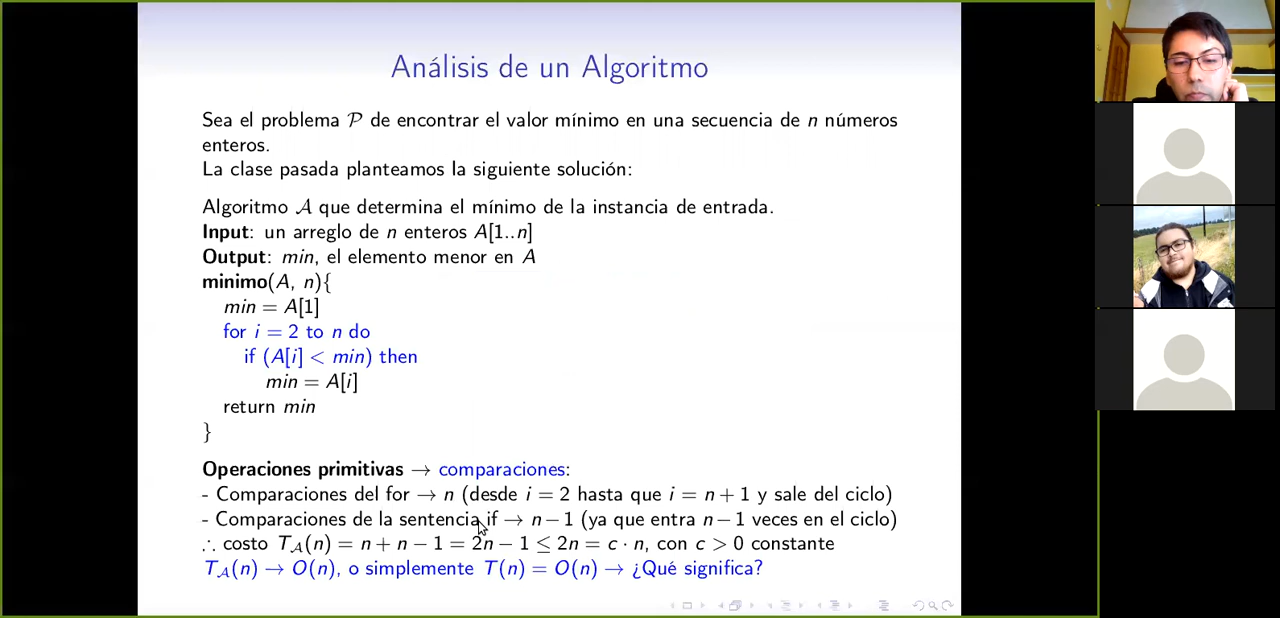 Análisis de un Algoritmo
Sea el problema 𝒫 de encontrar el valor mínimo en una secuencia de n números
enteros.
La clase pasada planteamos la siguiente solución:
Algoritmo 𝒜 que determina el mínimo de la instancia de entrada.
Input: un arreglo de n enteros A[1..n]
Output: min, el elemento menor en A
minimo(A, n){
min = A[1]
for i = 2 to n do
if (A[i] < min) then
min = A[i]
return min
}
Operaciones primitivas → comparaciones:
- Comparaciones del for → n (desde i = 2 hasta que i = n + 1 y sale del ciclo)
- Comparaciones de la sentencia if → n − 1 (ya que entra n − 1 veces en el ciclo)
∴ costo T𝒜(n) = n + n − 1 = 2n − 1 ≤ 2n = c · n, con c > 0 constante
T𝒜(n) → O(n), o simplemente T(n) = O(n) → ¿Qué significa?